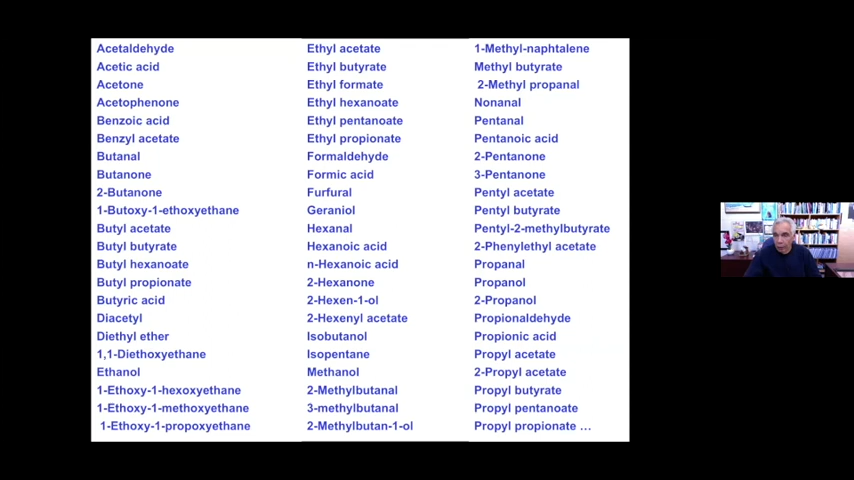 Acetaldehyde
Acetic acid
Acetone
Acetophenone
Benzoic acid
Benzyl acetate
Butanal
Butanone
2-Butanone
1-Butoxy-1-ethoxyethane
Butyl acetate
Butyl butyrate
Butyl hexanoate
Butyl propionate
Butyric acid
Diacetyl
Diethyl ether
1,1-Diethoxyethane
Ethanol
1-Ethoxy-1-hexoxyethane
1-Ethoxy-1-methoxyethane
1-Ethoxy-1-propoxyethane
Ethyl acetate
Ethyl butyrate
Ethyl formate
Ethyl hexanoate
Ethyl pentanoate
Ethyl propionate
Formaldehyde
Formic acid
Furfural
Geraniol
Hexanal
Hexanoic acid
n-Hexanoic acid
2-Hexanone
2-Hexen-1-ol
2-Hexenyl acetate
Isobutanol
Isopentane
Methanol
2-Methylbutanal
3-methylbutanal
2-Methylbutan-1-ol
1-Methyl-naphtalene
Methyl butyrate
2-Methyl propanal
Nonanal
Pentanal
Pentanoic acid
2-Pentanone
3-Pentanone
Pentyl acetate
Pentyl butyrate
Pentyl-2-methylbutyrate
2-Phenylethyl acetate
Propanal
Propanol
2-Propanol
Propionaldehyde
Propionic acid
Propyl acetate
2-Propyl acetate
Propyl butyrate
Propyl pentanoate
Propyl propionate ...